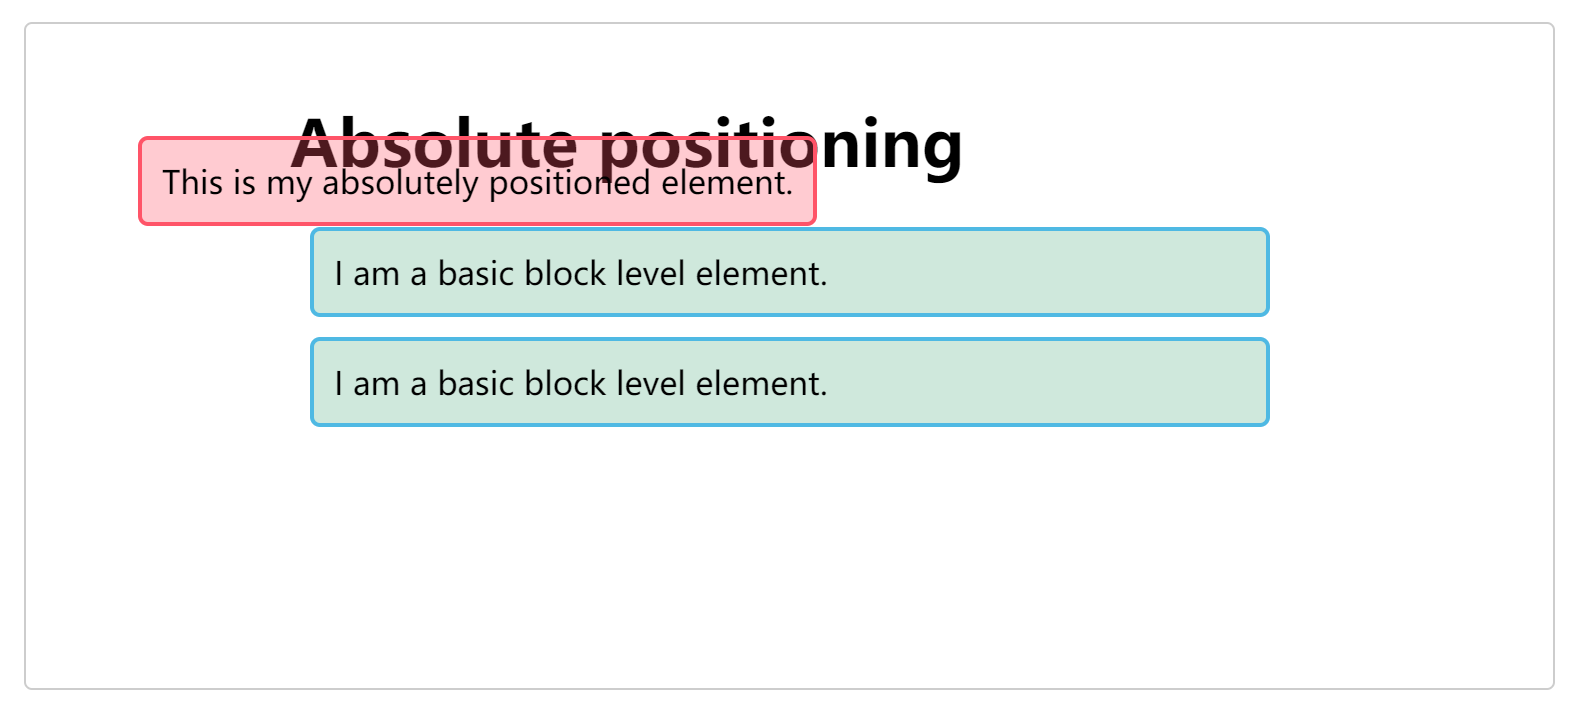 Absolute positioning
This is my absolutely positioned element.
I am a basic block level element.
I am a basic block level element.